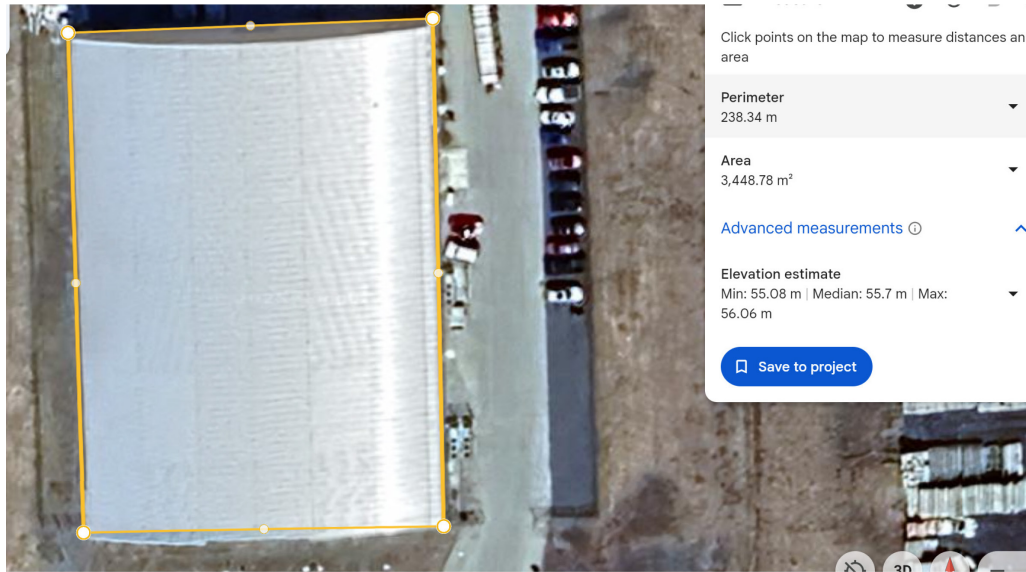 Click points on the map to measure distances an
area
Perimeter
238.34 m
Area
3,448.78 m²
Advanced measurements
Elevation estimate
Min: 55.08 m | Median: 55.7 m | Max:
56.06 m
Save to project
3D